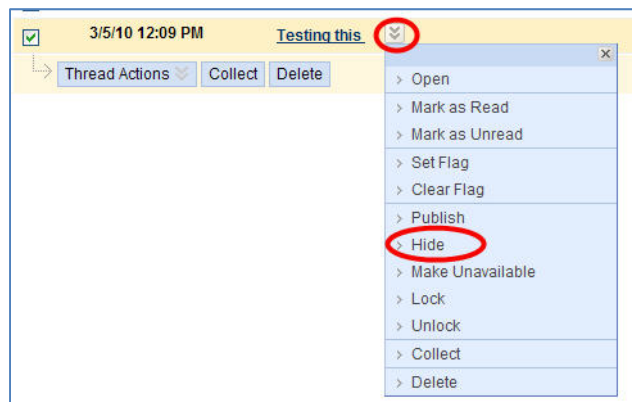 3/5/10 12:09 PM Testing this
Thread Actions Collect Delete
Open
Mark as Read
Mark as Unread
Set Flag
Clear Flag
Publish
Hide
Make Unavailable
Lock
Unlock
Collect
Delete